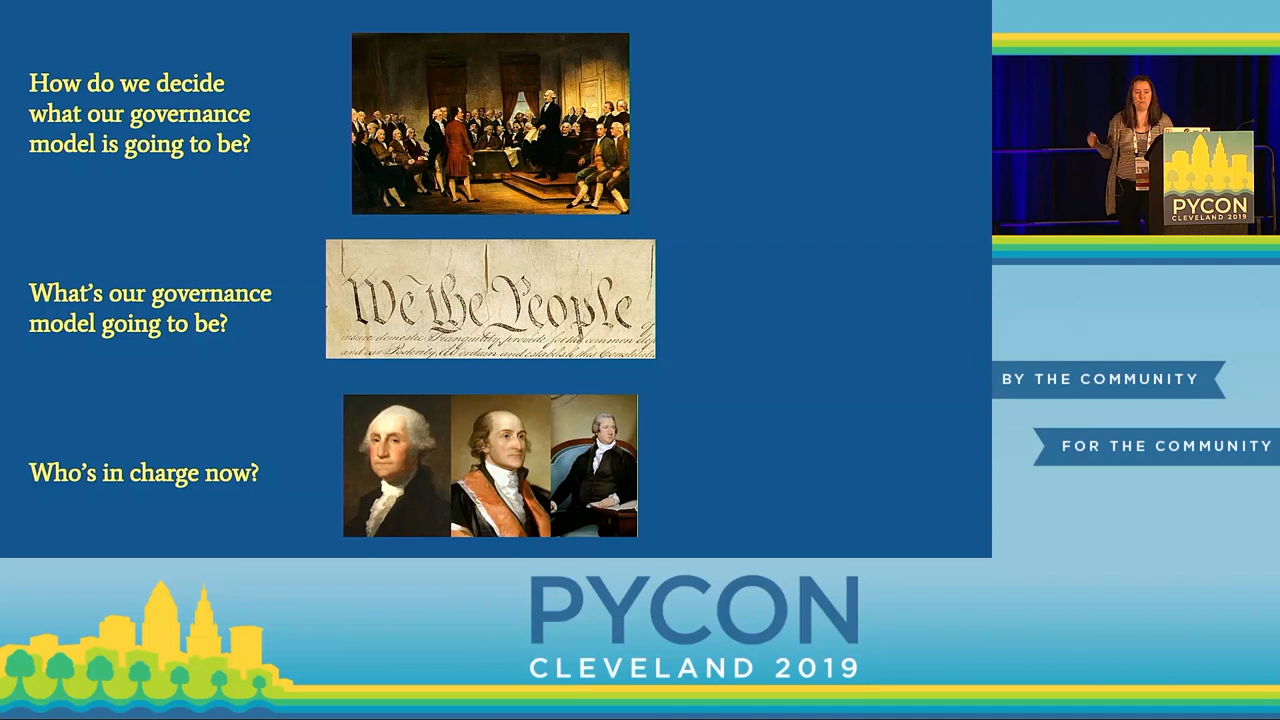 How do we decide
what our governance
model is going to be?
We the People
What's our governance
model going to be?
Who's in charge now?
PYCON
CLEVELAND 2019
BY THE COMMUNITY
FOR THE COMMUNITY
PYCON
CLEVELAND 2019